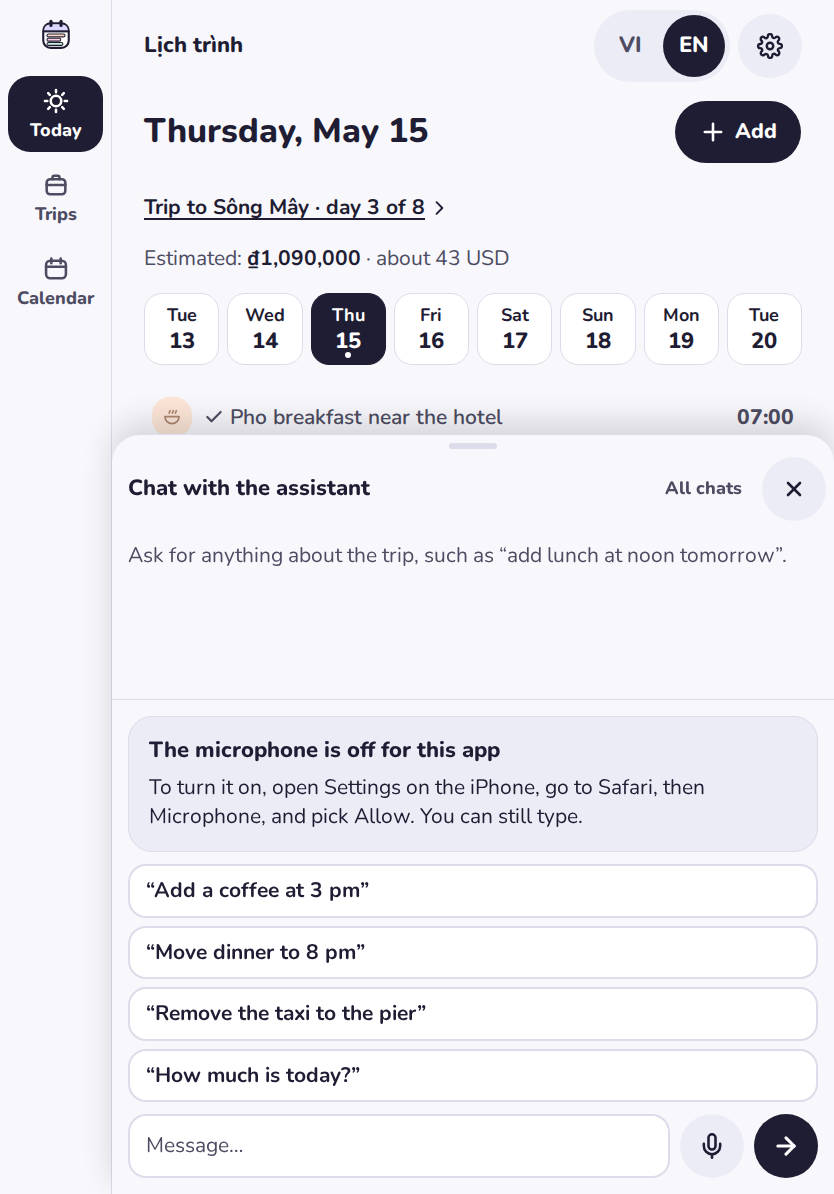 Lịch trình
VI
EN
Today
Trips
Calendar
Thursday, May 15
Add
Trip to Sông Mây · day 3 of 8
Estimated: ₫1,090,000 · about 43 USD
Tue
13
Wed
14
Thu
15
Fri
16
Sat
17
Sun
18
Mon
19
Tue
20
Pho breakfast near the hotel
07:00
Chat with the assistant
All chats
Ask for anything about the trip, such as “add lunch at noon tomorrow”.
The microphone is off for this app
To turn it on, open Settings on the iPhone, go to Safari, then
Microphone, and pick Allow. You can still type.
“Add a coffee at 3 pm”
“Move dinner to 8 pm”
“Remove the taxi to the pier”
“How much is today?”
Message...